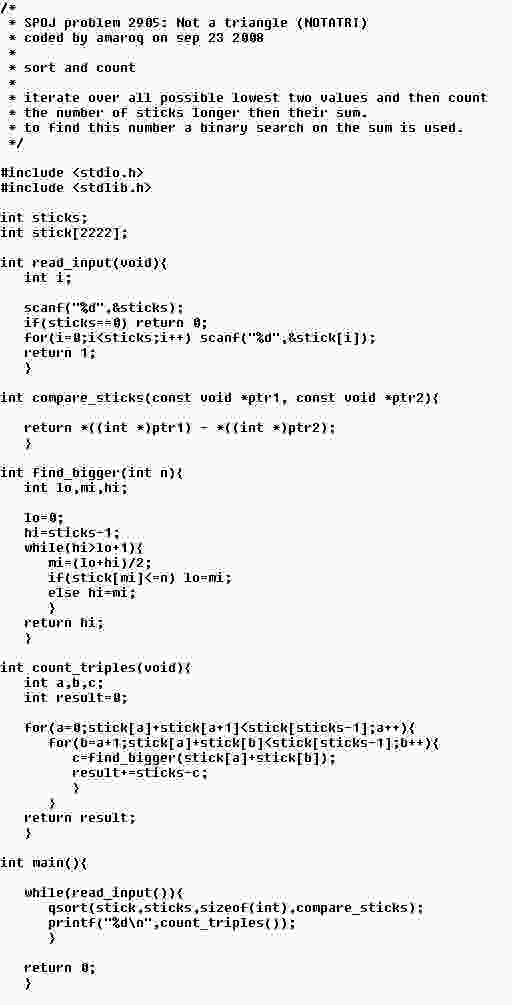 /*
 * SPOJ problem 2905: Not a triangle (NOTATRI)
 * coded by amaroq on sep 23 2008
 *
 * sort and count
 *
 * iterate over all possible lowest two values and then count
 * the number of sticks longer then their sum.
 * to find this number a binary search on the sum is used.
 */

#include <stdio.h>
#include <stdlib.h>

int sticks;
int stick[2222];

int read_input(void){
   int i;

   scanf("%d",&sticks);
   if(sticks==0) return 0;
   for(i=0;i<sticks;i++) scanf("%d",&stick[i]);
   return 1;
   }

int compare_sticks(const void *ptr1, const void *ptr2){

   return *((int *)ptr1) - *((int *)ptr2);
   }

int find_bigger(int n){
   int lo,mi,hi;

   lo=0;
   hi=sticks-1;
   while(hi>lo+1){
      mi=(lo+hi)/2;
      if(stick[mi]<=n) lo=mi;
      else hi=mi;
      }
   return hi;
   }

int count_triples(void){
   int a,b,c;
   int result=0;

   for(a=0;stick[a]+stick[a+1]<stick[sticks-1];a++){
      for(b=a+1;stick[a]+stick[b]<stick[sticks-1];b++){
         c=find_bigger(stick[a]+stick[b]);
         result+=sticks-c;
         }
      }
   return result;
   }

int main(){

   while(read_input()){
      qsort(stick,sticks,sizeof(int),compare_sticks);
      printf("%d\n",count_triples());
      }

   return 0;
   }